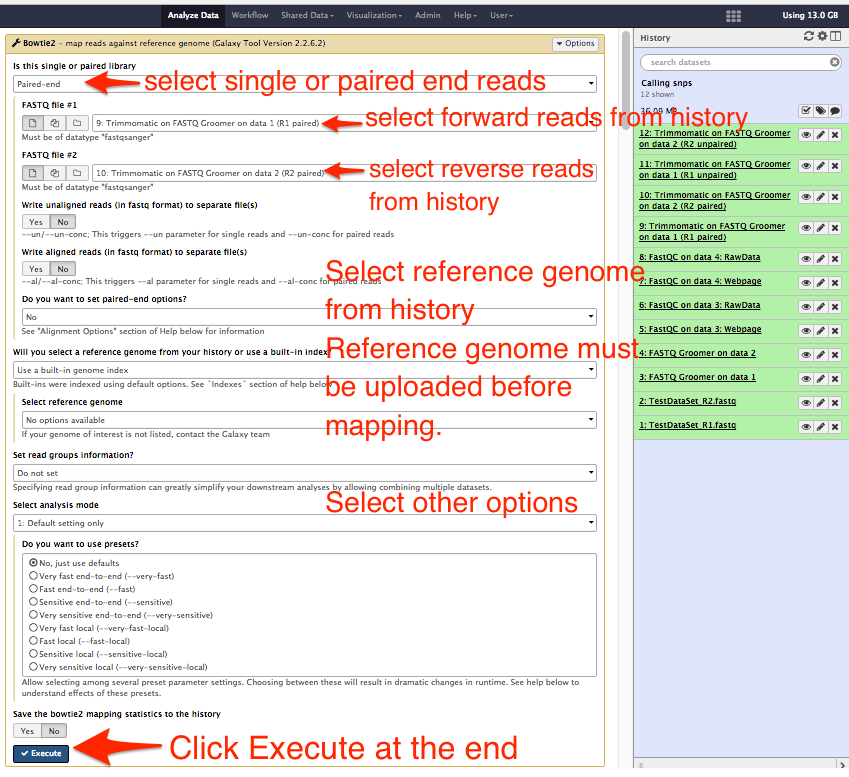 Analyze Data Workflow Shared Data Visualization Admin Help User Using 13.0 GB
Bowtie2 – map reads against reference genome (Galaxy Tool Version 2.2.6.2) Options
Is this single or paired library
Paired-end
select single or paired end reads
FASTQ file #1
9: Trimmomatic on FASTQ Groomer on data 1 (R1 paired)
select forward reads from history
Must be of datatype "fastqsanger"
FASTQ file #2
10: Trimmomatic on FASTQ Groomer on data 2 (R2 paired)
select reverse reads
from history
Must be of datatype "fastqsanger"
Write unaligned reads (in fastq format) to separate file(s)
Yes No
--un/--un-conc; This triggers --un parameter for single reads and --un-conc for paired reads
Write aligned reads (in fastq format) to separate file(s)
Yes No
--al/--al-conc; This triggers --al parameter for single reads and --al-conc for paired reads
Select reference genome
from history
Reference genome must
be uploaded before
mapping.
Do you want to set paired-end options?
No
See "Alignment Options" section of Help below for information
Will you select a reference genome from your history or use a built-in index
Use a built-in genome index
Built-ins were indexed using default options. See `Indexes` section of help below
Select reference genome
No options available
If your genome of interest is not listed, contact the Galaxy team
Set read groups information?
Do not set
Specifying read group information can greatly simplify your downstream analyses by allowing combining multiple datasets.
Select other options
Select analysis mode
1: Default setting only
Do you want to use presets?
No, just use defaults
Very fast end-to-end (--very-fast)
Fast end-to-end (--fast)
Sensitive end-to-end (--sensitive)
Very sensitive end-to-end (--very-sensitive)
Very fast local (--very-fast-local)
Fast local (--fast-local)
Sensitive local (--sensitive-local)
Very sensitive local (--very-sensitive-local)
Allow selecting among several preset parameter settings. Choosing between these will result in dramatic changes in runtime. See help below to
understand effects of these presets.
Save the bowtie2 mapping statistics to the history
Yes No
Execute
Click Execute at the end
History
search datasets
Calling snps
12 shown
36.09 MB
12: Trimmomatic on FASTQ Groomer
on data 2 (R2 unpaired)
11: Trimmomatic on FASTQ Groomer
on data 1 (R1 unpaired)
10: Trimmomatic on FASTQ Groomer
on data 2 (R2 paired)
9: Trimmomatic on FASTQ Groomer
on data 1 (R1 paired)
8: FastQC on data 4: RawData
7: FastQC on data 4: Webpage
6: FastQC on data 3: RawData
5: FastQC on data 3: Webpage
4: FASTQ Groomer on data 2
3: FASTQ Groomer on data 1
2: TestDataSet_R2.fastq
1: TestDataSet_R1.fastq